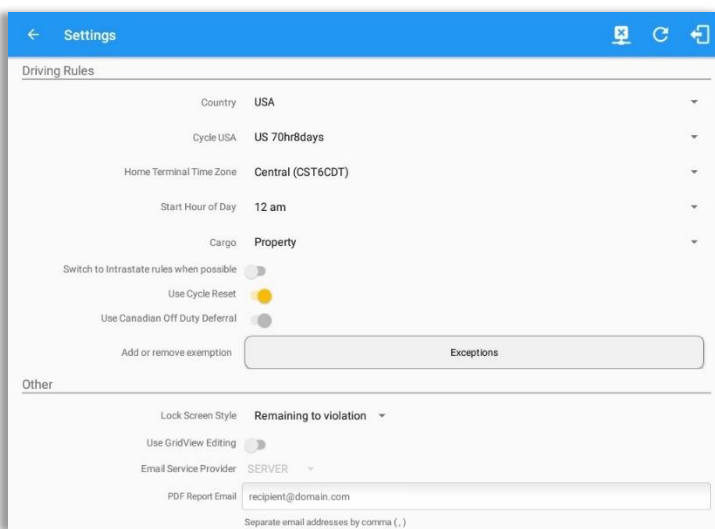 Settings
Driving Rules
Country USA
Cycle USA US 70hr8days
Home Terminal Time Zone Central (CST6CDT)
Start Hour of Day 12 am
Cargo Property
Switch to Intrastate rules when possible
Use Cycle Reset
Use Canadian Off Duty Deferral
Add or remove exemption Exceptions
Other
Lock Screen Style Remaining to violation
Use GridView Editing
Email Service Provider SERVER
PDF Report Email recipient@domain.com
Separate email addresses by comma ( , )